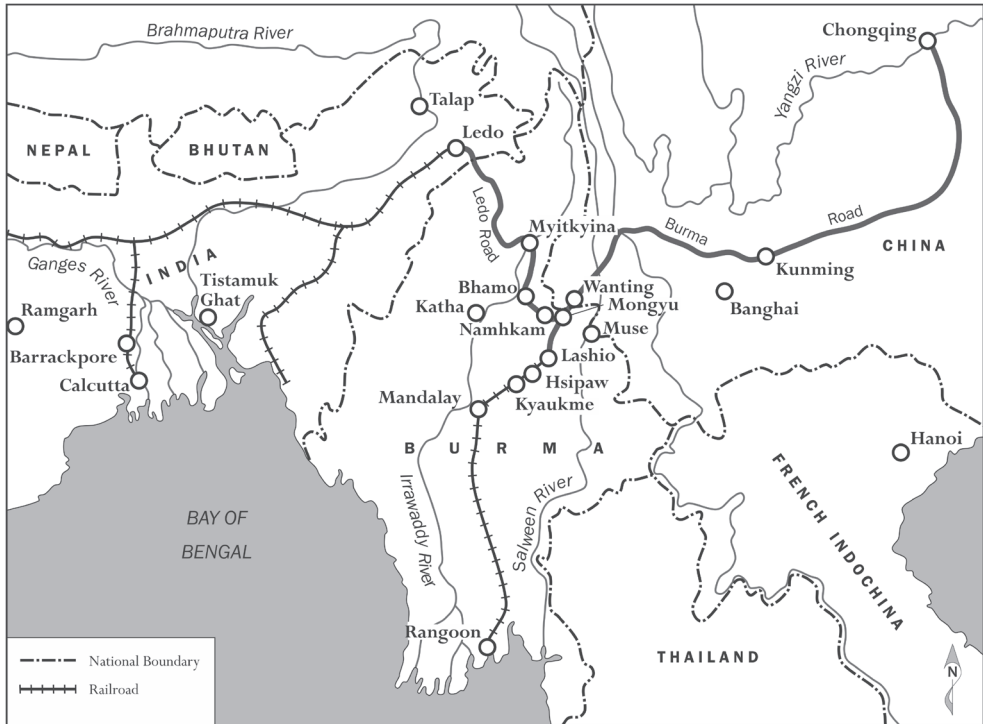 Brahmaputra River
Chongqing
Yangzi River
Talap
NEPAL
BHUTAN
Ledo
Ledo Road
Myitkyina
Burma
Road
CHINA
Kunming
Ganges River
INDIA
Tistamuk
Ghat
Bhamo
Wanting
Katha
Mongyu
Banghai
Ramgarh
Namhkam
Muse
Barrackpore
Lashio
Calcutta
Hsipaw
Mandalay
Kyaukme
BURMA
Hanoi
Irrawaddy River
Salween River
FRENCH INDOCHINA
BAY OF
BENGAL
Rangoon
THAILAND
National Boundary
Railroad
N